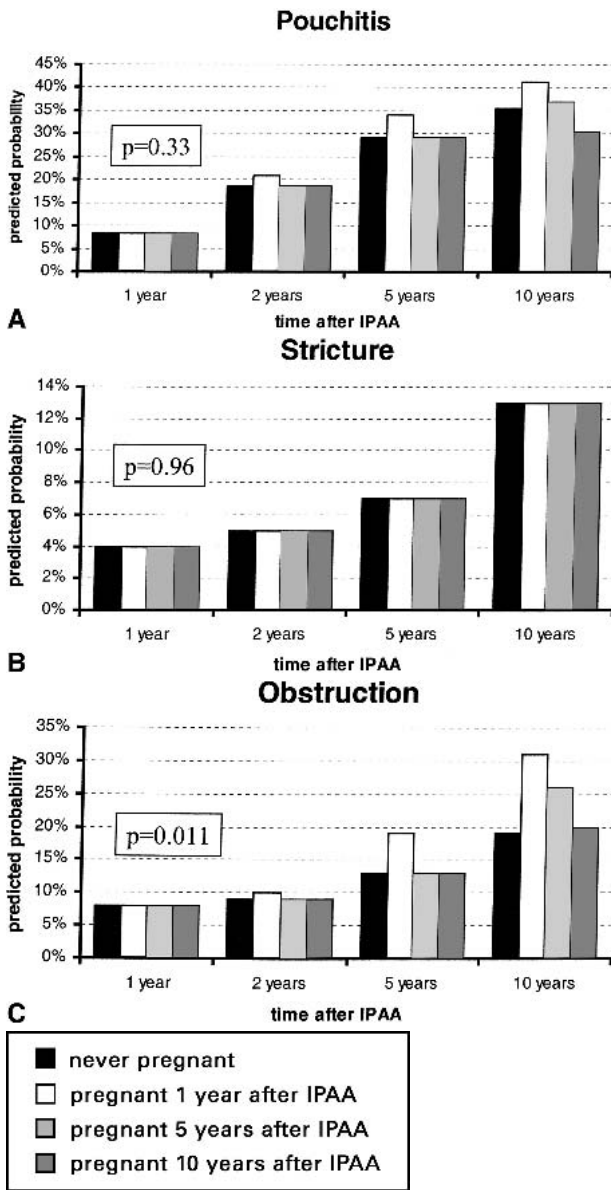 Pouchitis
predicted probability
45%
40%
35%
30%
25%
20%
15%
10%
5%
0%
p=0.33
1 year 2 years 5 years 10 years
A
time after IPAA
Stricture
predicted probability
14%
12%
10%
8%
6%
4%
2%
0%
p=0.96
1 year 2 years 5 years 10 years
B
time after IPAA
Obstruction
predicted probability
35%
30%
25%
20%
15%
10%
5%
0%
p=0.011
1 year 2 years 5 years 10 years
C
time after IPAA
never pregnant
pregnant 1 year after IPAA
pregnant 5 years after IPAA
pregnant 10 years after IPAA